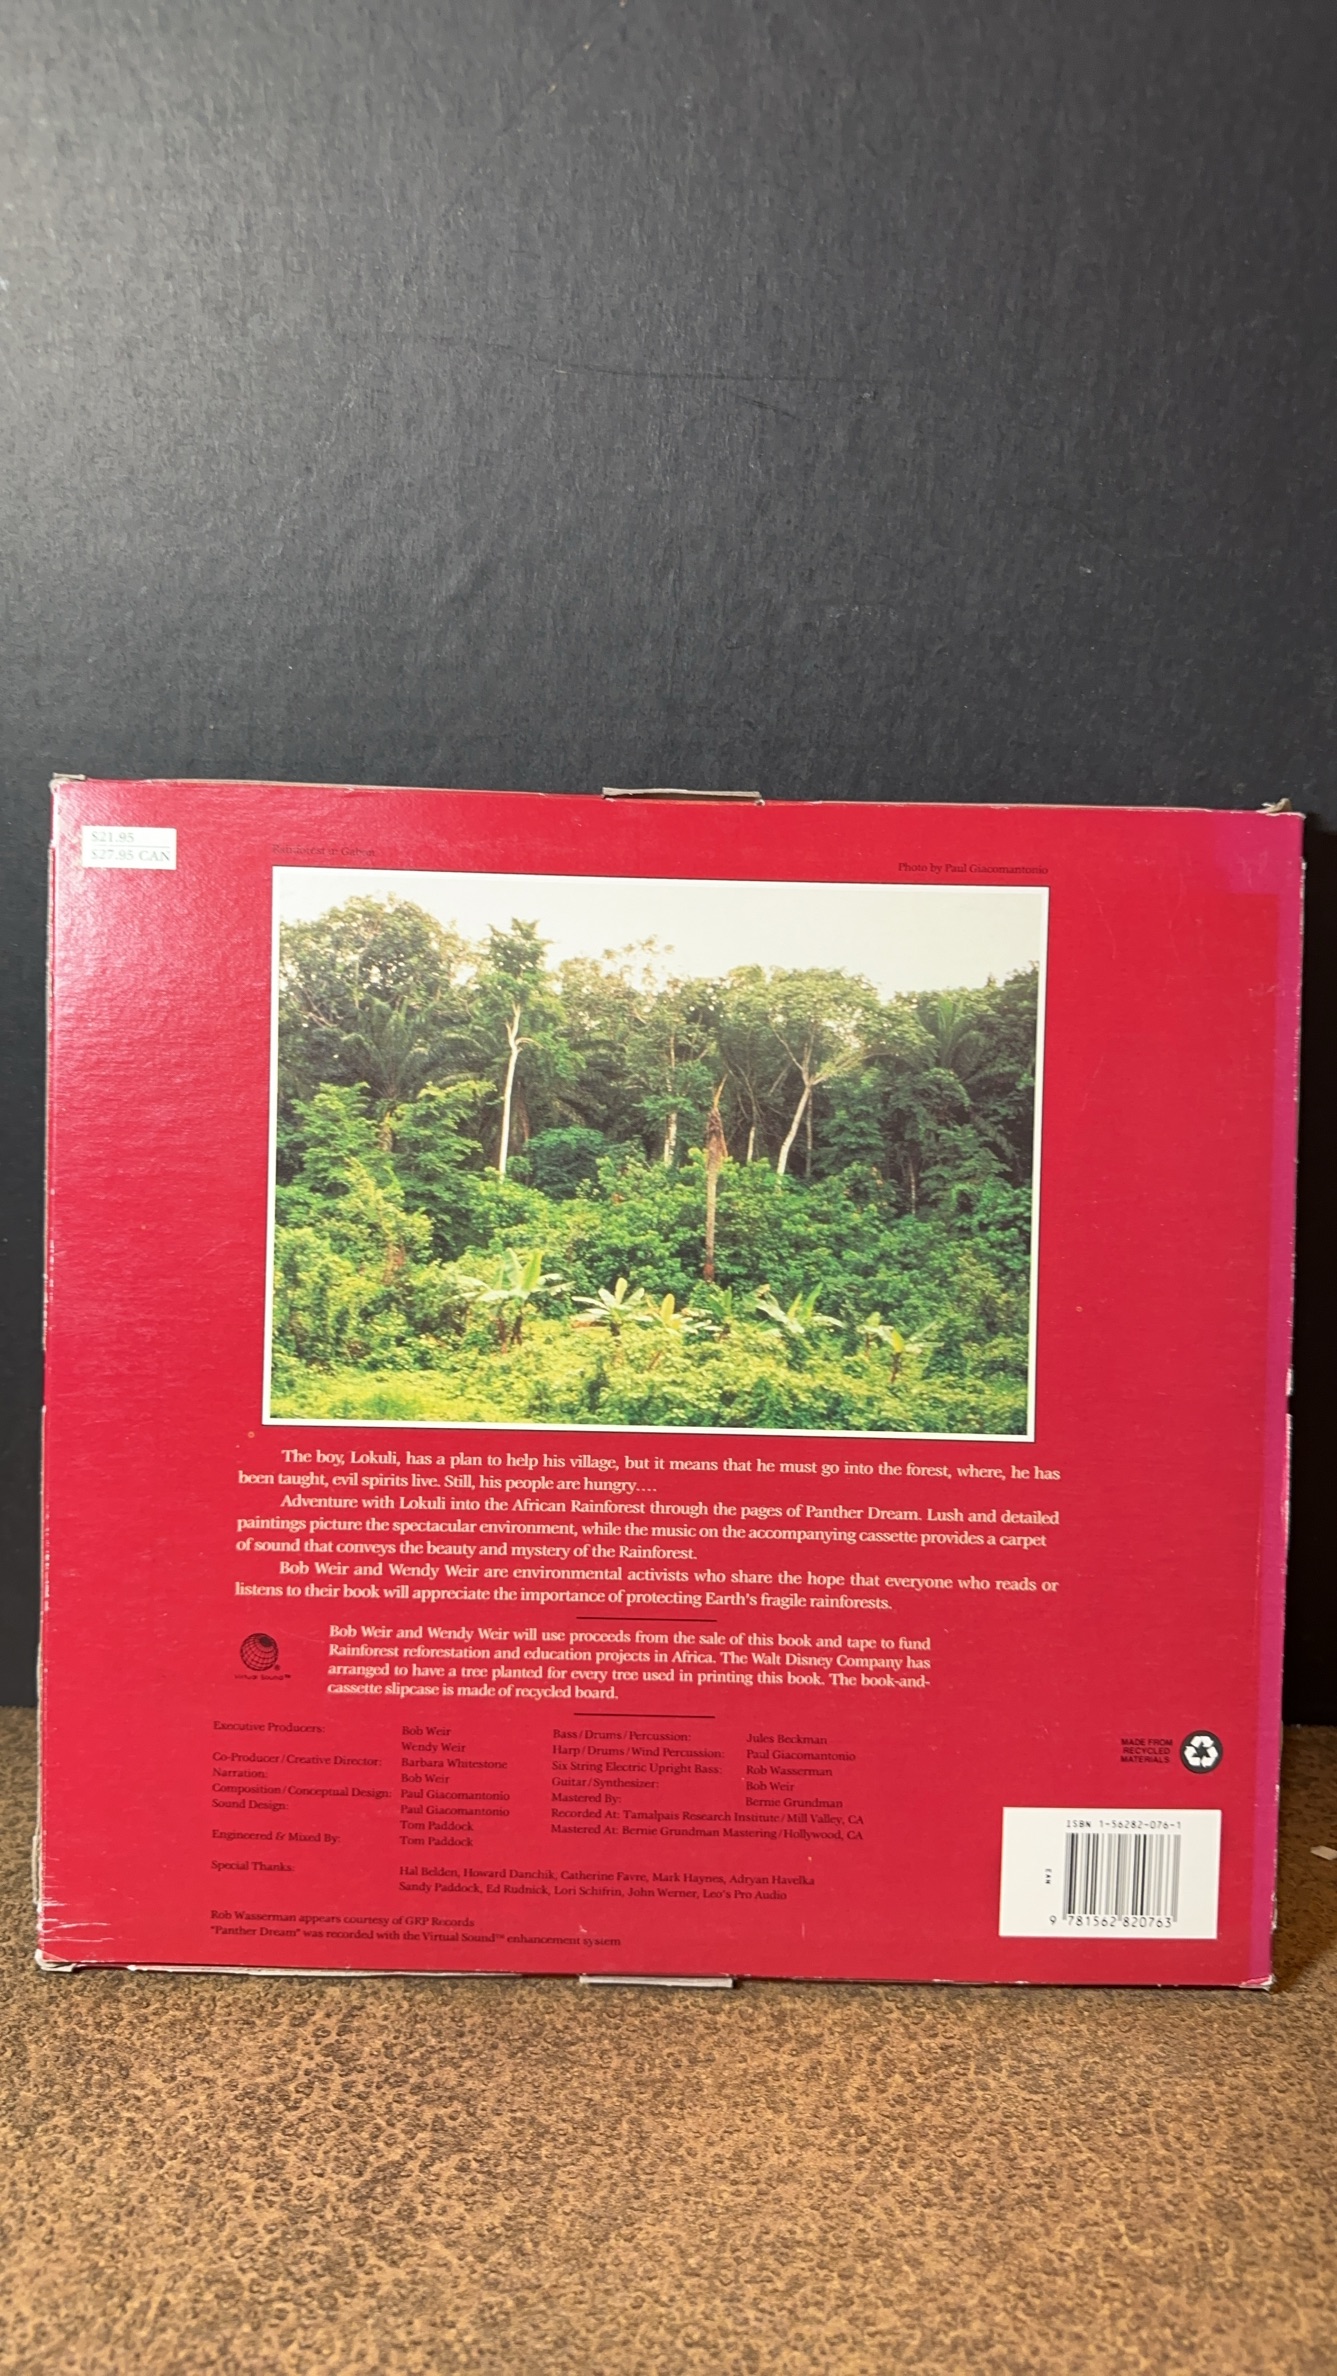 $21.95
$27.95 CAN
Rainforest in Gabon
Photo by Paul Giacomantonio
The boy, Lokuli, has a plan to help his village, but it means that he must go into the forest, where, he has
been taught, evil spirits live. Still, his people are hungry....
Adventure with Lokuli into the African Rainforest through the pages of Panther Dream. Lush and detailed
paintings picture the spectacular environment, while the music on the accompanying cassette provides a carpet
of sound that conveys the beauty and mystery of the Rainforest.
Bob Weir and Wendy Weir are environmental activists who share the hope that everyone who reads or
listens to their book will appreciate the importance of protecting Earth's fragile rainforests.
Bob Weir and Wendy Weir will use proceeds from the sale of this book and tape to fund
Rainforest reforestation and education projects in Africa. The Walt Disney Company has
arranged to have a tree planted for every tree used in printing this book. The book-and-
cassette slipcase is made of recycled board.
virtual sound™
Executive Producers: Bob Weir
Wendy Weir
Co-Producer/Creative Director: Barbara Whitestone
Narration: Bob Weir
Composition/Conceptual Design: Paul Giacomantonio
Sound Design: Paul Giacomantonio
Tom Paddock
Engineered & Mixed By: Tom Paddock
Bass/Drums/Percussion: Jules Beckman
Harp/Drums/Wind Percussion: Paul Giacomantonio
Six String Electric Upright Bass: Rob Wasserman
Guitar/Synthesizer: Bob Weir
Mastered By: Bernie Grundman
Recorded At: Tamalpais Research Institute/Mill Valley, CA
Mastered At: Bernie Grundman Mastering/Hollywood, CA
Special Thanks: Hal Belden, Howard Danchik, Catherine Favre, Mark Haynes, Adryan Havelka
Sandy Paddock, Ed Rudnick, Lori Schifrin, John Werner, Leo's Pro Audio
Rob Wasserman appears courtesy of GRP Records
"Panther Dream" was recorded with the Virtual Sound™ enhancement system
MADE FROM
RECYCLED
MATERIALS
ISBN 1-56282-076-1
EAN
9 781562 820763